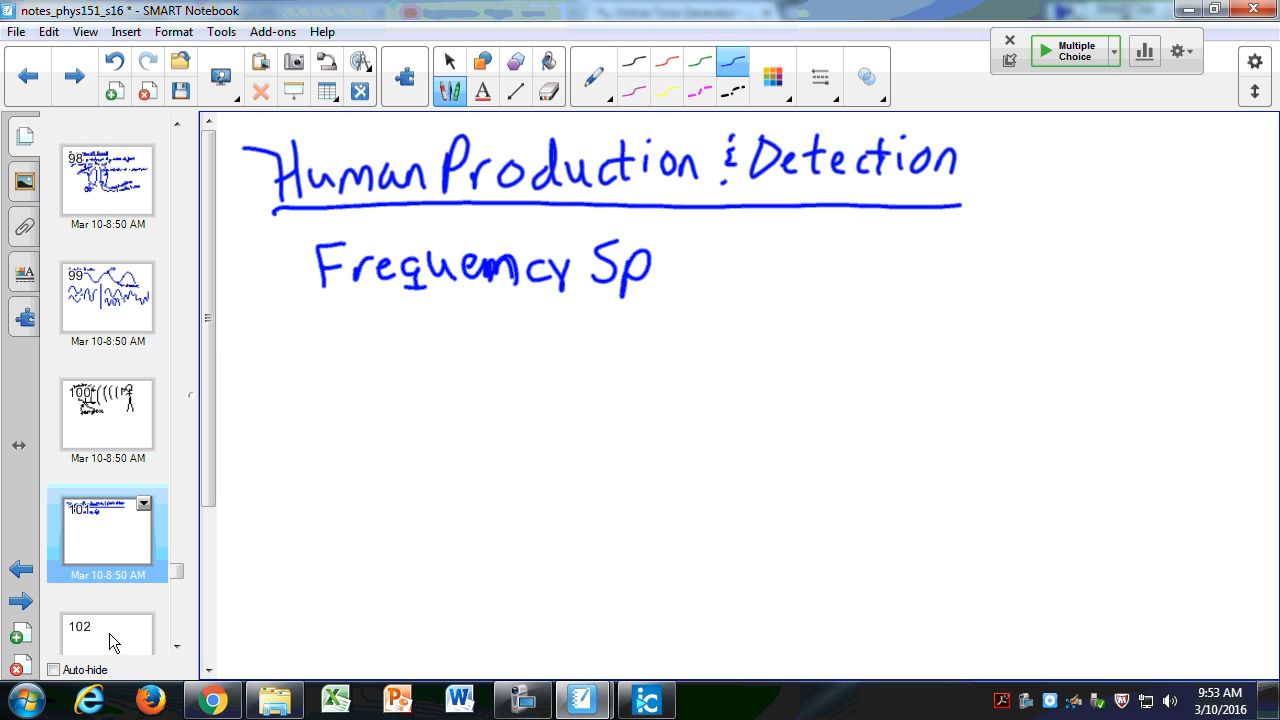 notes_phys151_s16 * - SMART Notebook
File Edit View Insert Format Tools Add-ons Help
Multiple
Choice
98
Mar 10-8:50 AM
99
Mar 10-8:50 AM
100
Mar 10-8:50 AM
101
Mar 10-8:50 AM
102
Auto-hide
Human Production & Detection
Frequency Sp
9:53 AM
3/10/2016